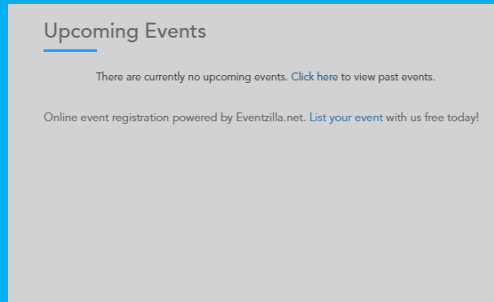 Upcoming Events
There are currently no upcoming events. Click here to view past events.
Online event registration powered by Eventzilla.net. List your event with us free today!